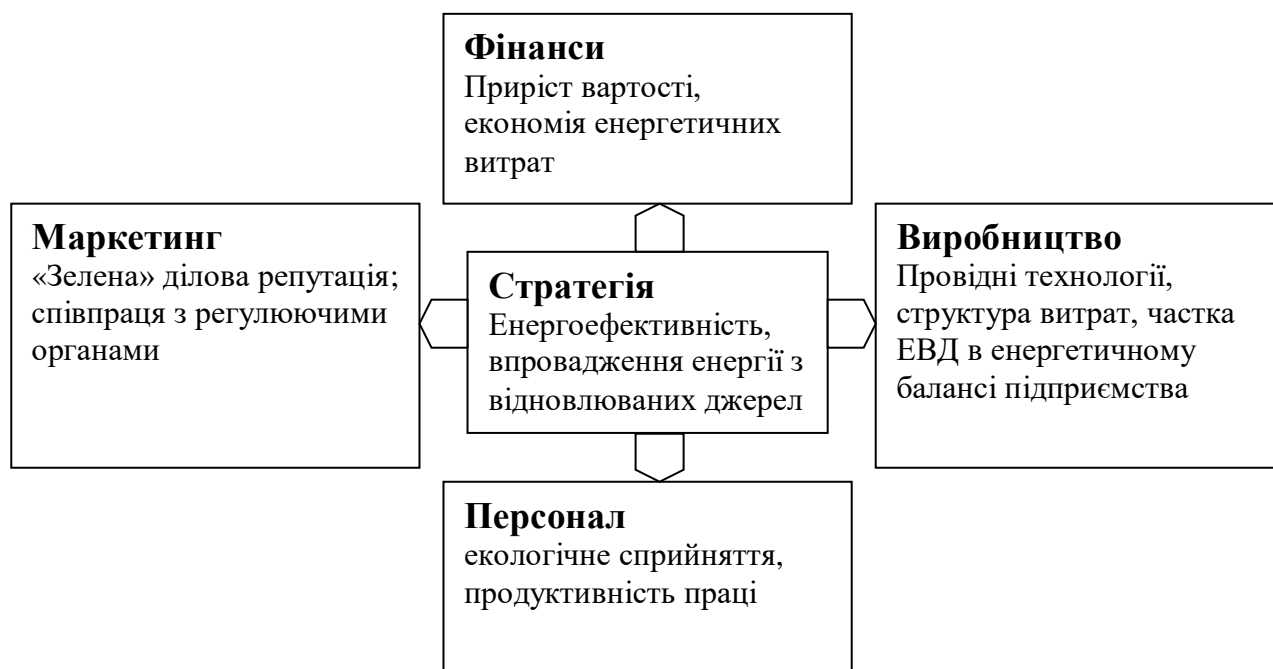 Фінанси
Приріст вартості,
економія енергетичних
витрат
Маркетинг
«Зелена» ділова репутація;
співпраця з регулюючими
органами
Стратегія
Енергоефективність,
впровадження енергії з
відновлюваних джерел
Виробництво
Провідні технології,
структура витрат, частка
ЕВД в енергетичному
балансі підприємства
Персонал
екологічне сприйняття,
продуктивність праці